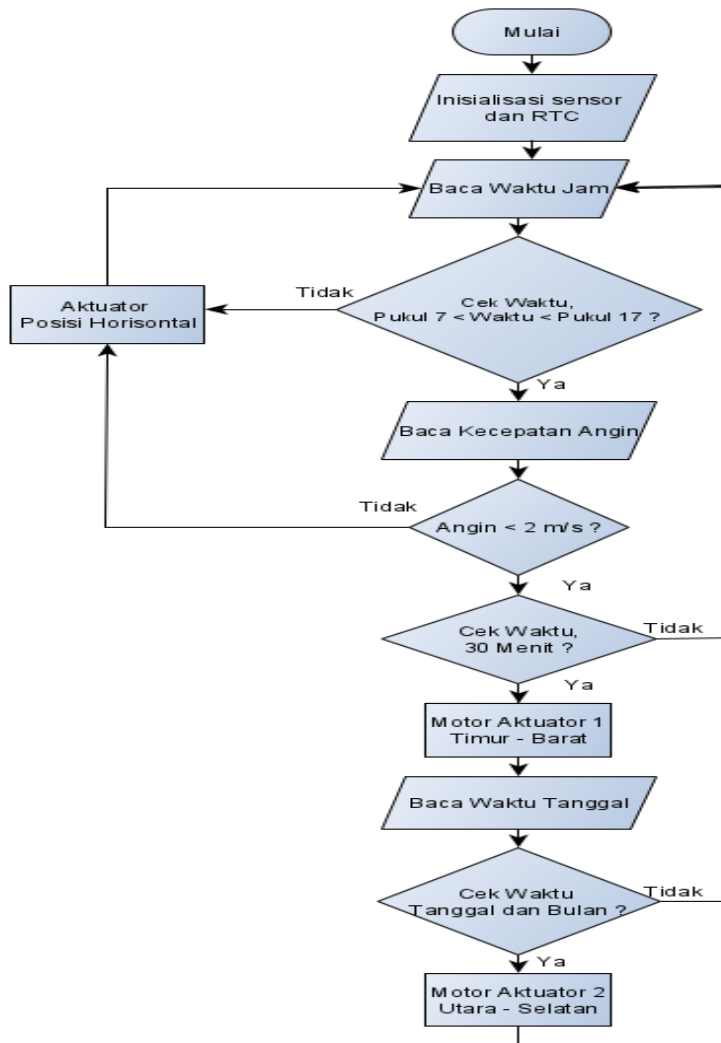 Mulai
Inisialisasi sensor
dan RTC
Baca Waktu Jam
Tidak
Cek Waktu,
Pukul 7 < Waktu < Pukul 17 ?
Aktuator
Posisi Horisontal
Ya
Baca Kecepatan Angin
Tidak
Angin < 2 m/s ?
Ya
Cek Waktu,
30 Menit ?
Tidak
Ya
Motor Aktuator 1
Timur - Barat
Baca Waktu Tanggal
Cek Waktu
Tanggal dan Bulan ?
Tidak
Ya
Motor Aktuator 2
Utara - Selatan